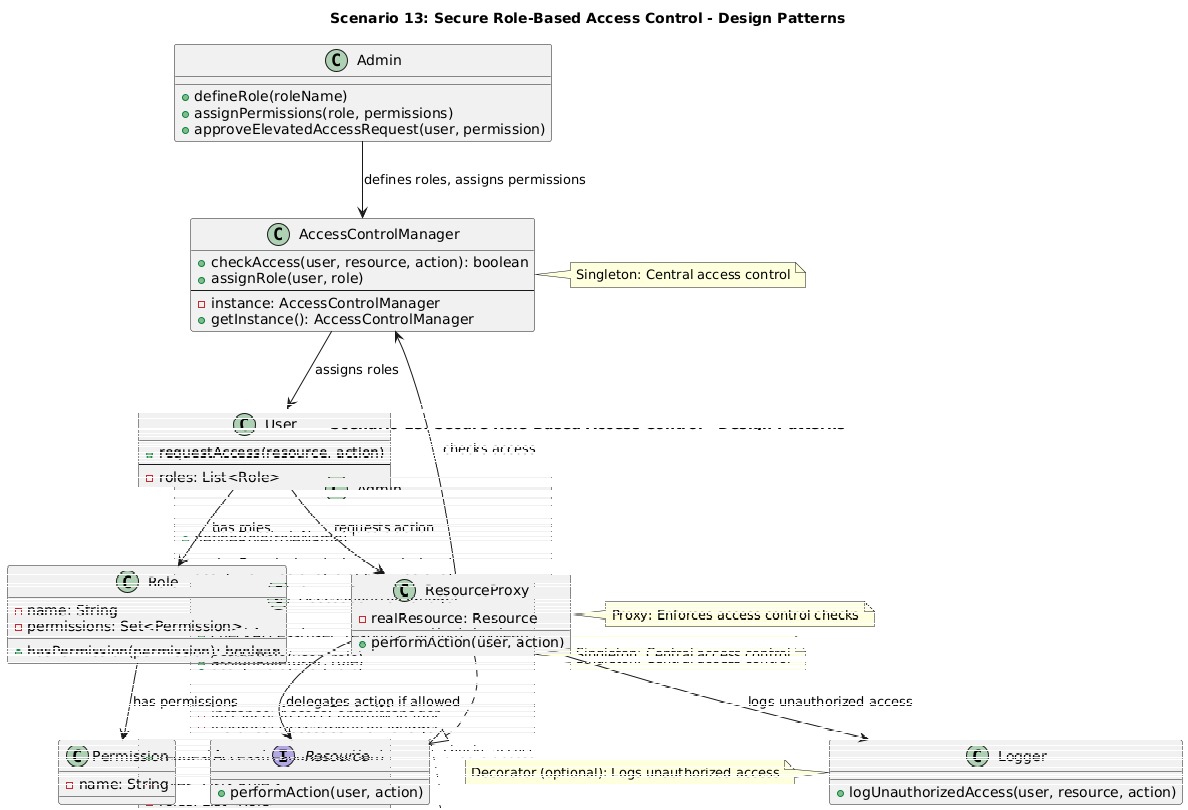 Scenario 13: Secure Role-Based Access Control - Design Patterns
C Admin
defineRole(roleName)
assignPermissions(role, permissions)
approveElevatedAccessRequest(user, permission)
defines roles, assigns permissions
C AccessControlManager
checkAccess(user, resource, action): boolean
assignRole(user, role)
instance: AccessControlManager
getInstance(): AccessControlManager
Singleton: Central access control
assigns roles
C User
requestAccess(resource, action)
roles: List<Role>
checks access
Admin
has roles
requests action
C Role
name: String
permissions: Set<Permission>
hasPermission(permission): boolean
C ResourceProxy
realResource: Resource
performAction(user, action)
Proxy: Enforces access control checks
Singleton: Central access control
has permissions
delegates action if allowed
logs unauthorized access
C Permission
name: String
I Resource
performAction(user, action)
Decorator (optional): Logs unauthorized access
C Logger
logUnauthorizedAccess(user, resource, action)